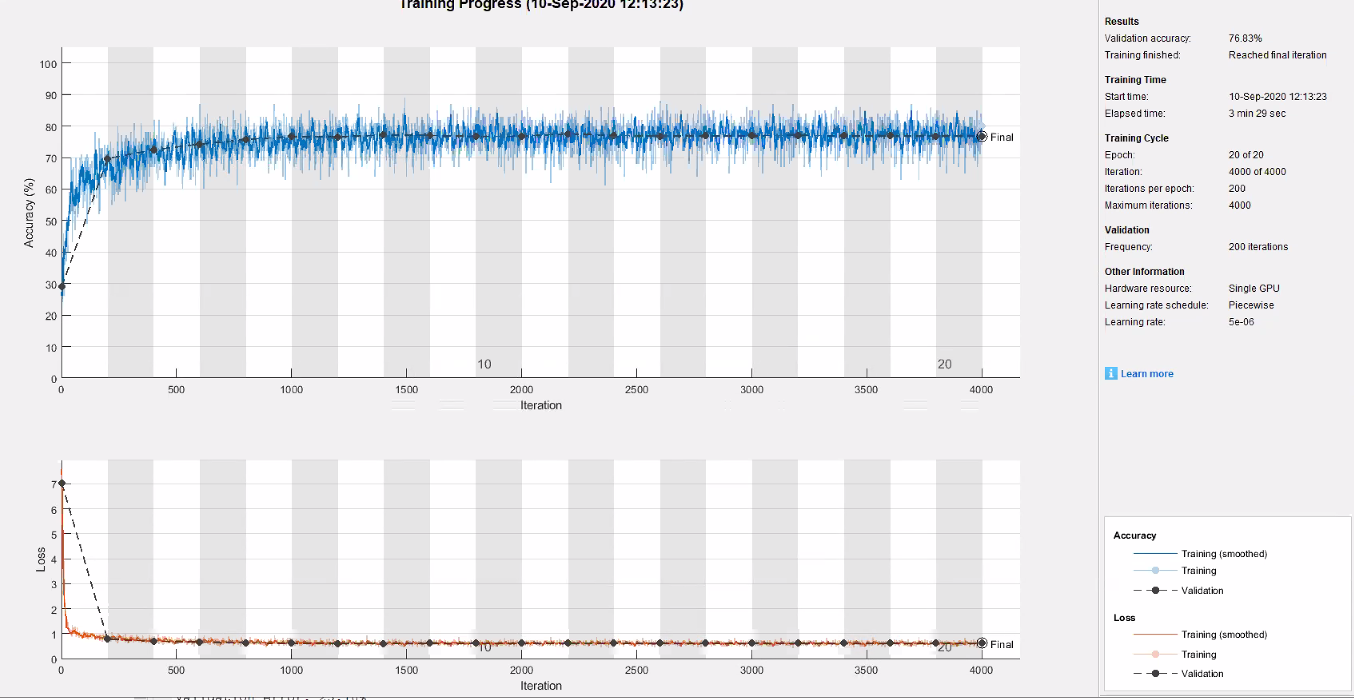 Training Progress (10-Sep-2020 12:13:23)
100
90
80
70
60
50
40
30
20
10
0
Accuracy (%)
Final
10
20
0 500 1000 1500 2000 2500 3000 3500 4000
Iteration
7
6
5
4
3
2
1
0
Loss
Final
10
20
0 500 1000 1500 2000 2500 3000 3500 4000
Iteration
Results
Validation accuracy: 76.83%
Training finished: Reached final iteration
Training Time
Start time: 10-Sep-2020 12:13:23
Elapsed time: 3 min 29 sec
Training Cycle
Epoch: 20 of 20
Iteration: 4000 of 4000
Iterations per epoch: 200
Maximum iterations: 4000
Validation
Frequency: 200 iterations
Other Information
Hardware resource: Single GPU
Learning rate schedule: Piecewise
Learning rate: 5e-06
i Learn more
Accuracy
Training (smoothed)
Training
Validation
Loss
Training (smoothed)
Training
Validation